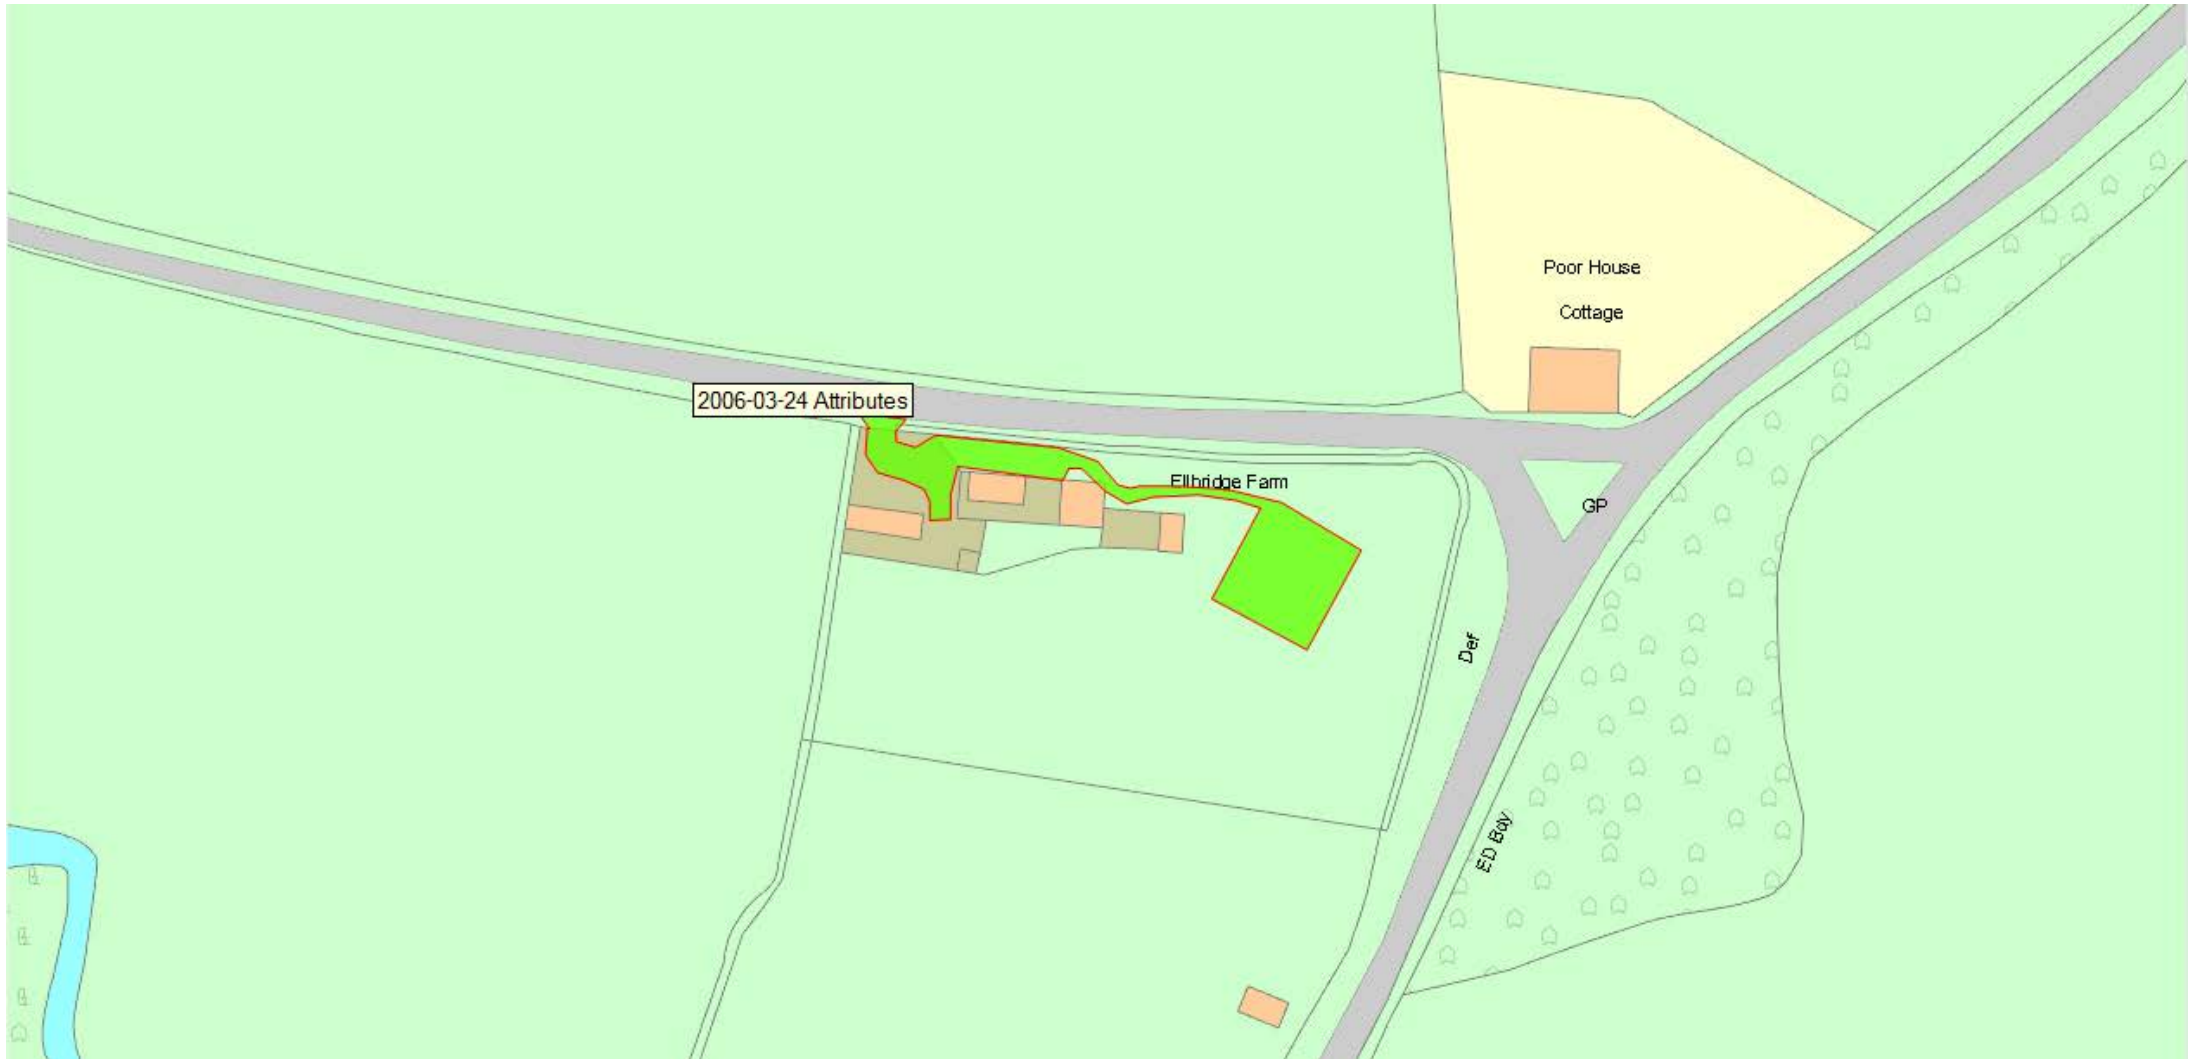 Poor House
Cottage
2006-03-24 Attributes
Ellbridge Farm
GP
Def
ED Bdy